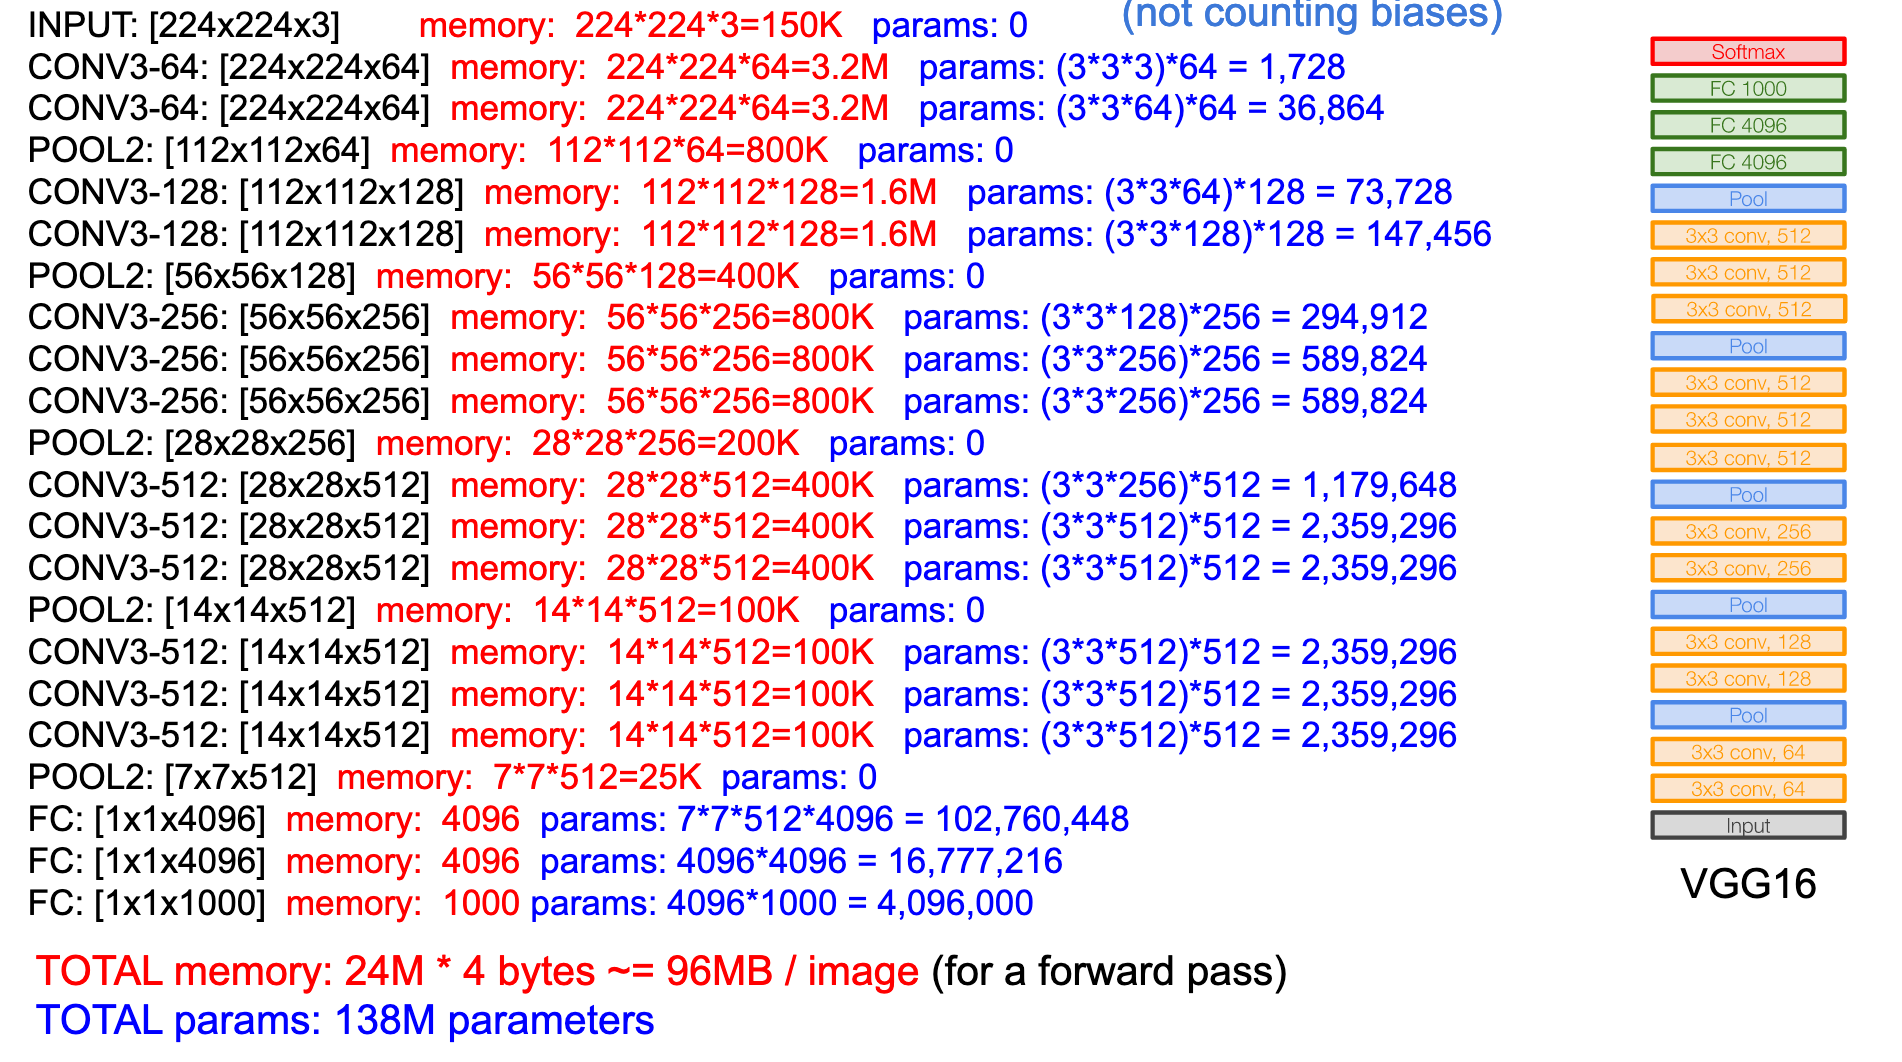 (not counting biases)
INPUT: [224x224x3] memory: 224*224*3=150K params: 0
CONV3-64: [224x224x64] memory: 224*224*64=3.2M params: (3*3*3)*64 = 1,728
CONV3-64: [224x224x64] memory: 224*224*64=3.2M params: (3*3*64)*64 = 36,864
POOL2: [112x112x64] memory: 112*112*64=800K params: 0
CONV3-128: [112x112x128] memory: 112*112*128=1.6M params: (3*3*64)*128 = 73,728
CONV3-128: [112x112x128] memory: 112*112*128=1.6M params: (3*3*128)*128 = 147,456
POOL2: [56x56x128] memory: 56*56*128=400K params: 0
CONV3-256: [56x56x256] memory: 56*56*256=800K params: (3*3*128)*256 = 294,912
CONV3-256: [56x56x256] memory: 56*56*256=800K params: (3*3*256)*256 = 589,824
CONV3-256: [56x56x256] memory: 56*56*256=800K params: (3*3*256)*256 = 589,824
POOL2: [28x28x256] memory: 28*28*256=200K params: 0
CONV3-512: [28x28x512] memory: 28*28*512=400K params: (3*3*256)*512 = 1,179,648
CONV3-512: [28x28x512] memory: 28*28*512=400K params: (3*3*512)*512 = 2,359,296
CONV3-512: [28x28x512] memory: 28*28*512=400K params: (3*3*512)*512 = 2,359,296
POOL2: [14x14x512] memory: 14*14*512=100K params: 0
CONV3-512: [14x14x512] memory: 14*14*512=100K params: (3*3*512)*512 = 2,359,296
CONV3-512: [14x14x512] memory: 14*14*512=100K params: (3*3*512)*512 = 2,359,296
CONV3-512: [14x14x512] memory: 14*14*512=100K params: (3*3*512)*512 = 2,359,296
POOL2: [7x7x512] memory: 7*7*512=25K params: 0
FC: [1x1x4096] memory: 4096 params: 7*7*512*4096 = 102,760,448
FC: [1x1x4096] memory: 4096 params: 4096*4096 = 16,777,216
FC: [1x1x1000] memory: 1000 params: 4096*1000 = 4,096,000
TOTAL memory: 24M * 4 bytes ~= 96MB / image (for a forward pass)
TOTAL params: 138M parameters
Softmax
FC 1000
FC 4096
FC 4096
Pool
3x3 conv, 512
3x3 conv, 512
3x3 conv, 512
Pool
3x3 conv, 512
3x3 conv, 512
3x3 conv, 512
Pool
3x3 conv, 256
3x3 conv, 256
Pool
3x3 conv, 128
3x3 conv, 128
Pool
3x3 conv, 64
3x3 conv, 64
Input
VGG16